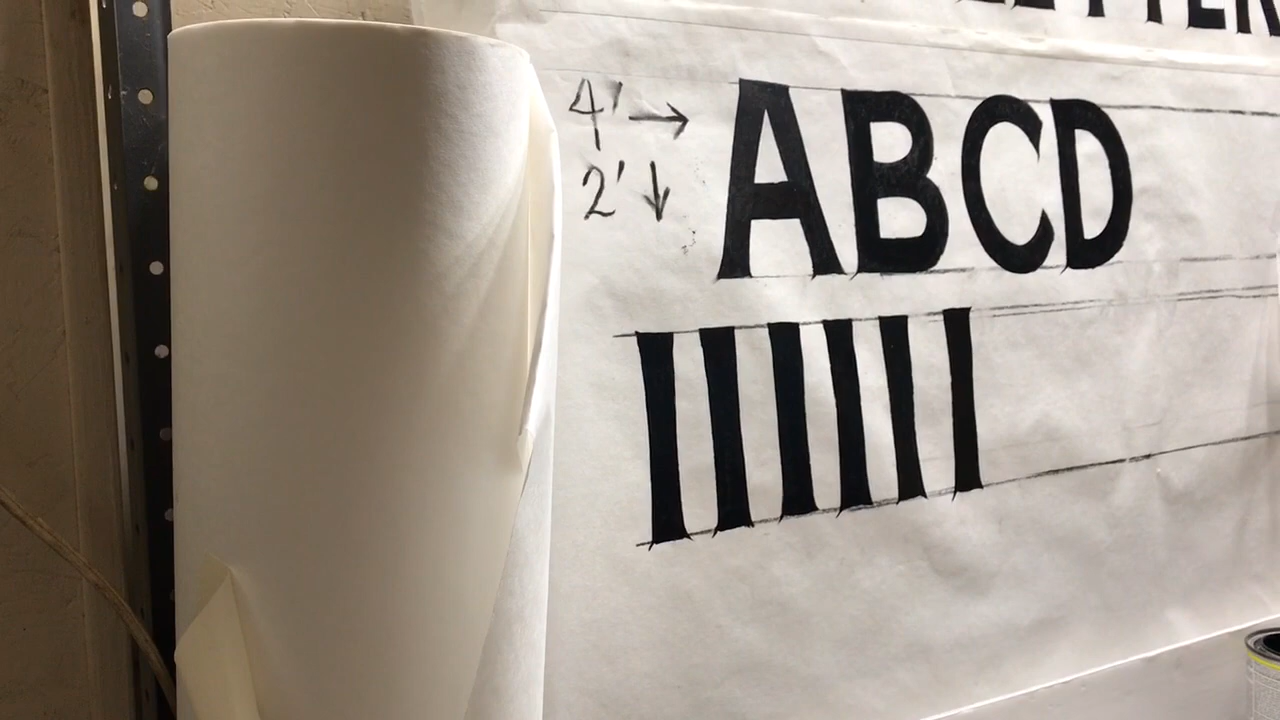 4' →
2' ↓
ABCD